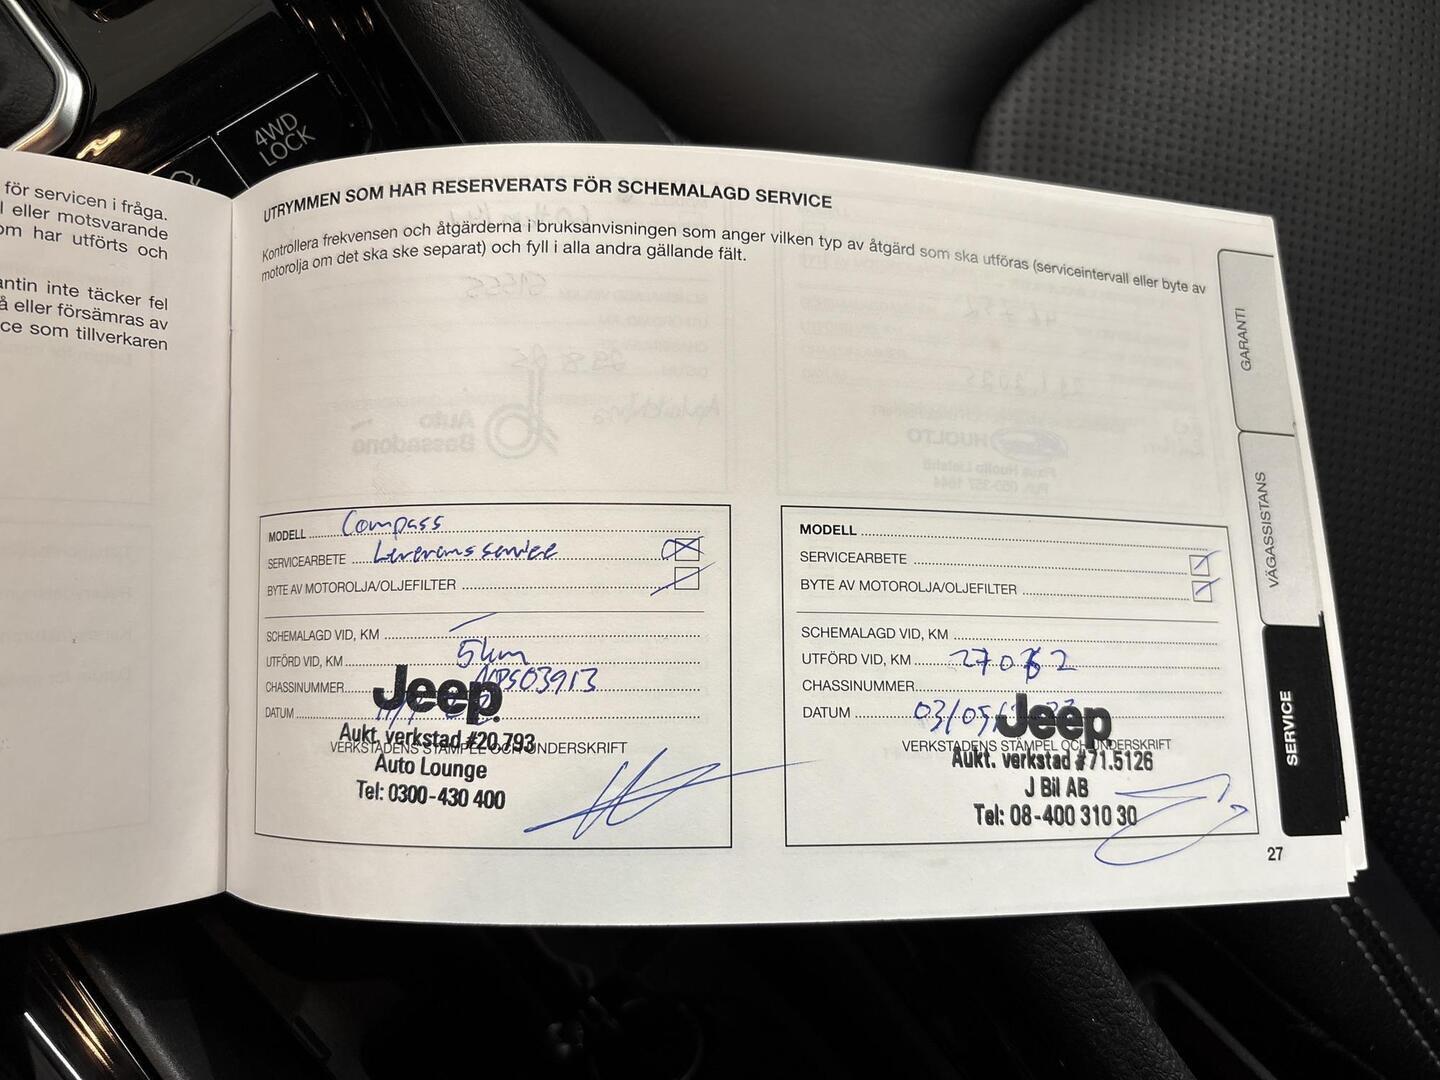 4WD
LOCK
för servicen i fråga.
l eller motsvarande
om har utförts och
antin inte täcker fel
å eller försämras av
ce som tillverkaren
UTRYMMEN SOM HAR RESERVERATS FÖR SCHEMALAGD SERVICE
Kontrollera frekvensen och åtgärderna i bruksanvisningen som anger vilken typ av åtgärd som ska utföras (serviceintervall eller byte av
motorolja om det ska ske separat) och fyll i alla andra gällande fält.
MODELL Compass
SERVICEARBETE Leveransservice
BYTE AV MOTOROLJA/OLJEFILTER
SCHEMALAGD VID, KM
UTFÖRD VID, KM 5km
CHASSINUMMER NPS03913
DATUM
Jeep
Aukt. verkstad #20.793
VERKSTADENS STÄMPEL OCH UNDERSKRIFT
Auto Lounge
Tel: 0300-430 400
MODELL
SERVICEARBETE
BYTE AV MOTOROLJA/OLJEFILTER
SCHEMALAGD VID, KM
UTFÖRD VID, KM
CHASSINUMMER
DATUM
Jeep
VERKSTADENS STÄMPEL OCH UNDERSKRIFT
Aukt. verkstad #71.5126
J Bil AB
Tel: 08-400 310 30
27
GARANTI
VÄGASSISTANS
SERVICE